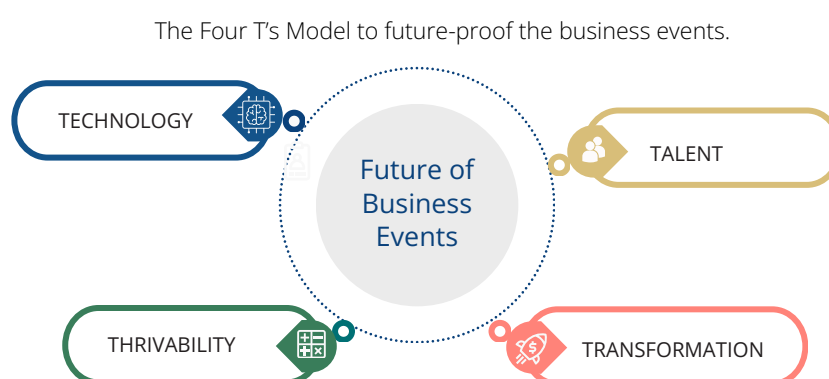 The Four T’s Model to future-proof the business events.
TECHNOLOGY
TALENT
Future of
Business
Events
THRIVABILITY
TRANSFORMATION